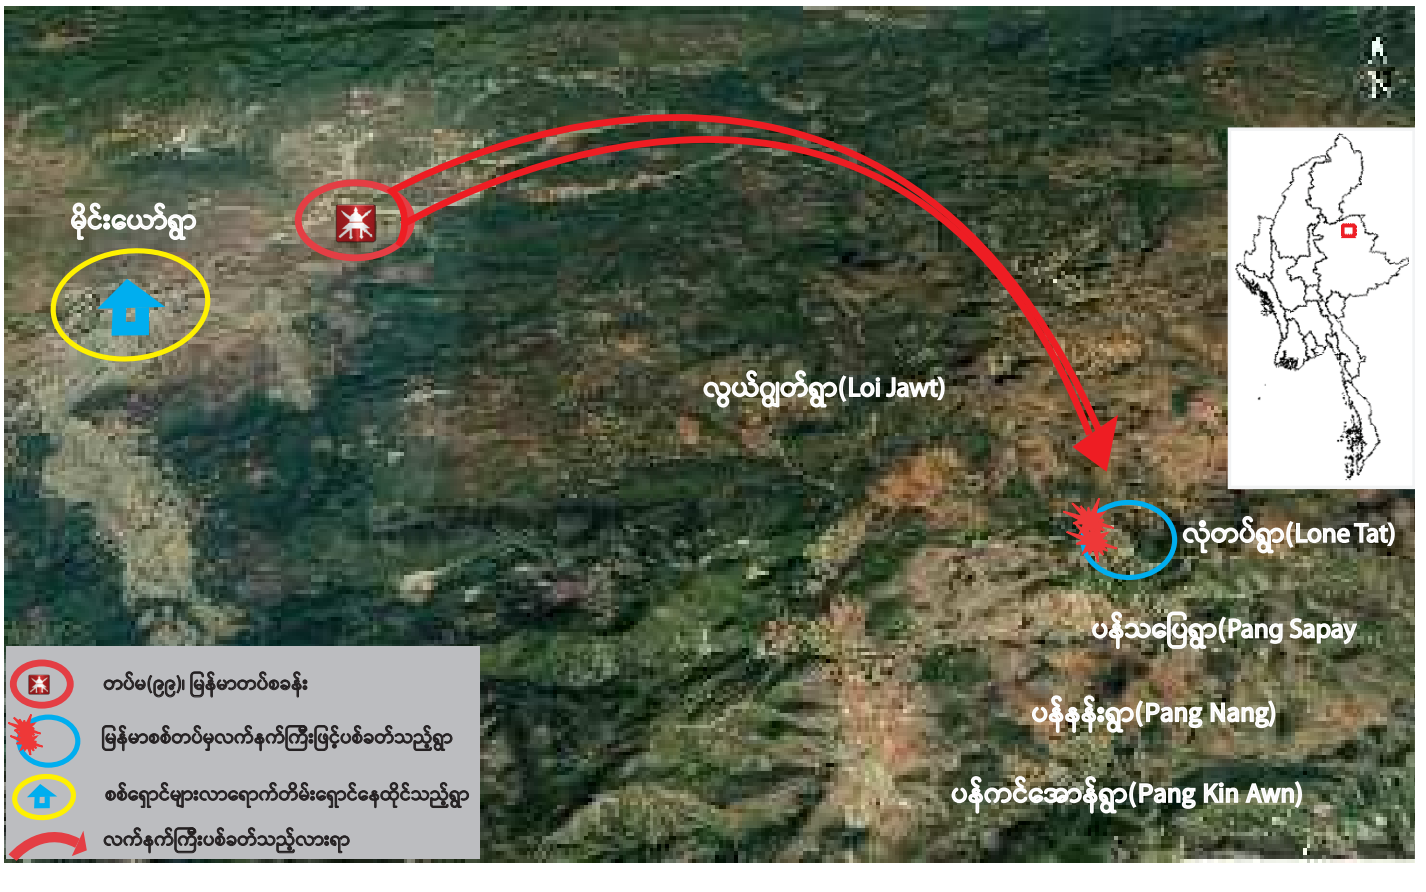 N
မိုင်းယော်ရွာ
လွယ်ဂျွတ်ရွာ(Loi Jawt)
လုံတပ်ရွာ(Lone Tat)
ပန်သပြေရွာ(Pang Sapay
ပန်နန်းရွာ(Pang Nang)
ပန်ကင်အောန်ရွာ(Pang Kin Awn)
တပ်မ(၉၉)၊ မြန်မာတပ်စခန်း
မြန်မာစစ်တပ်မှလက်နက်ကြီးဖြင့်ပစ်ခတ်သည့်ရွာ
စစ်ရှောင်များလာရောက်တိမ်းရှောင်နေထိုင်သည့်ရွာ
လက်နက်ကြီးပစ်ခတ်သည့်လားရာ